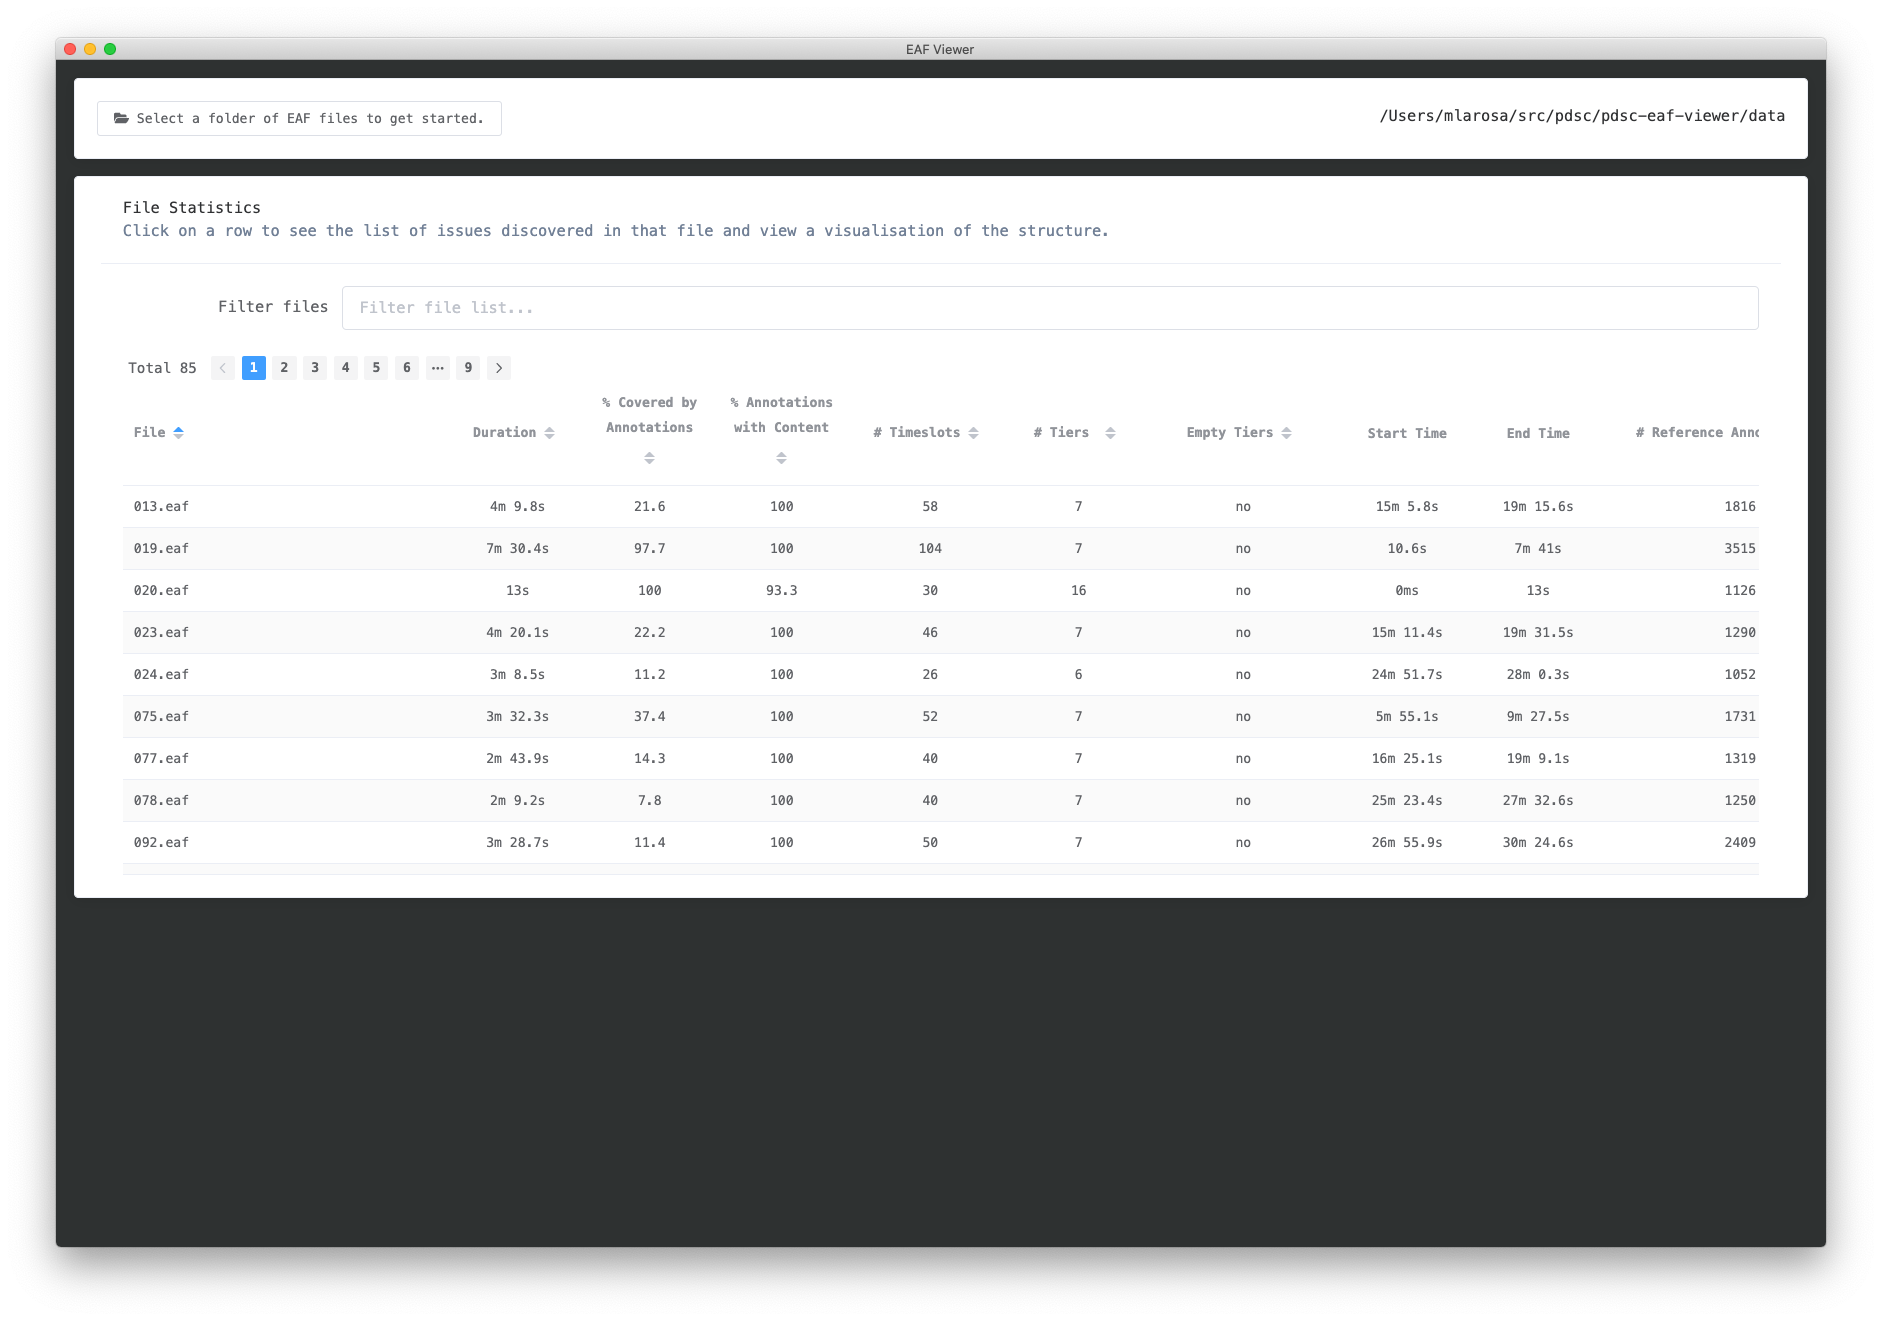 EAF Viewer
Select a folder of EAF files to get started.
/Users/mlarosa/src/pdsc/pdsc-eaf-viewer/data
File Statistics
Click on a row to see the list of issues discovered in that file and view a visualisation of the structure.
Filter files Filter file list...
Total 85 < 1 2 3 4 5 6 ... 9 >
File Duration % Covered by Annotations % Annotations with Content # Timeslots # Tiers Empty Tiers Start Time End Time # Reference Anno
013.eaf 4m 9.8s 21.6 100 58 7 no 15m 5.8s 19m 15.6s 1816
019.eaf 7m 30.4s 97.7 100 104 7 no 10.6s 7m 41s 3515
020.eaf 13s 100 93.3 30 16 no 0ms 13s 1126
023.eaf 4m 20.1s 22.2 100 46 7 no 15m 11.4s 19m 31.5s 1290
024.eaf 3m 8.5s 11.2 100 26 6 no 24m 51.7s 28m 0.3s 1052
075.eaf 3m 32.3s 37.4 100 52 7 no 5m 55.1s 9m 27.5s 1731
077.eaf 2m 43.9s 14.3 100 40 7 no 16m 25.1s 19m 9.1s 1319
078.eaf 2m 9.2s 7.8 100 40 7 no 25m 23.4s 27m 32.6s 1250
092.eaf 3m 28.7s 11.4 100 50 7 no 26m 55.9s 30m 24.6s 2409